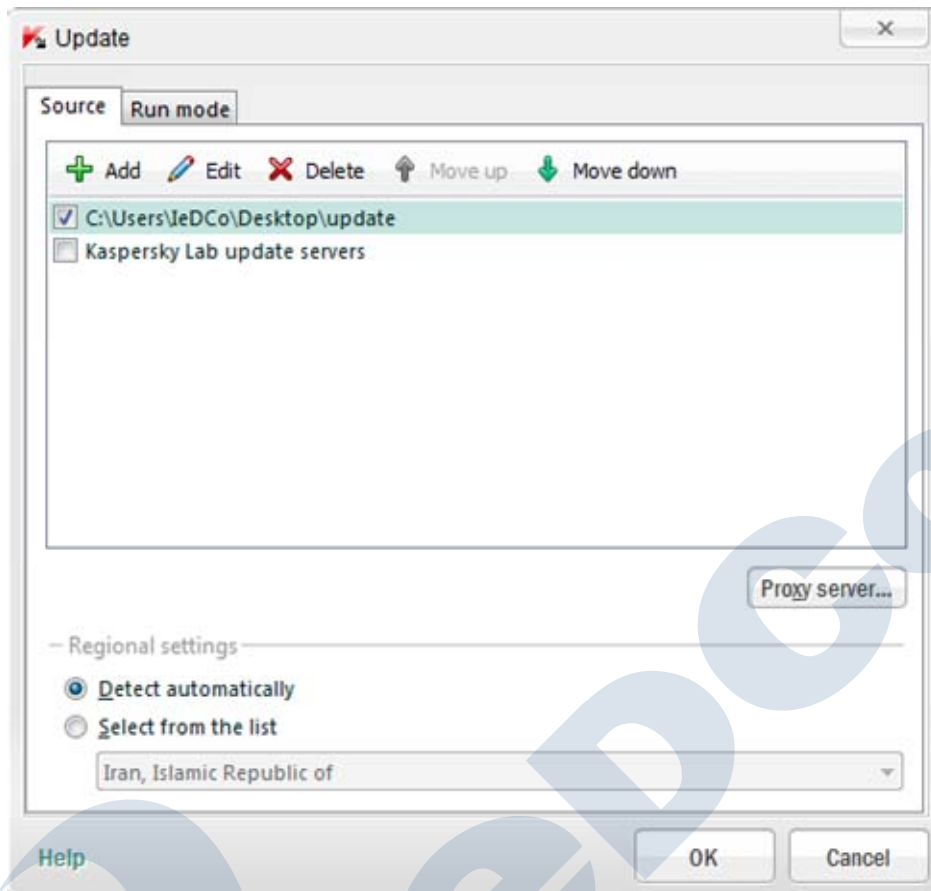 Update
Source Run mode
Add Edit Delete Move up Move down
C:\Users\IeDCo\Desktop\update
Kaspersky Lab update servers
Proxy server...
Regional settings
Detect automatically
Select from the list
Iran, Islamic Republic of
Help OK Cancel